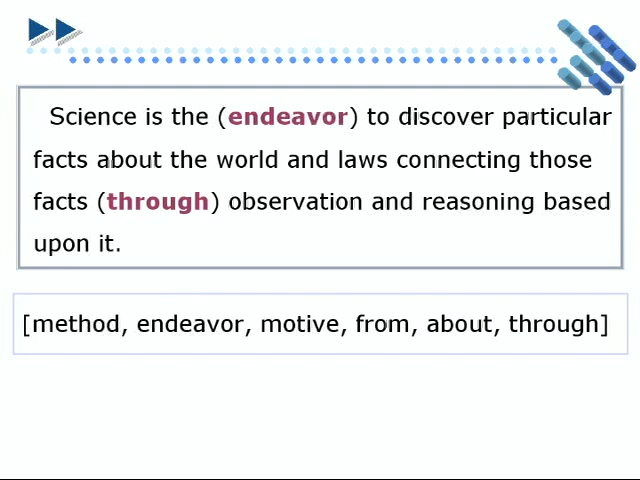 Science is the (endeavor) to discover particular
facts about the world and laws connecting those
facts (through) observation and reasoning based
upon it.
[method, endeavor, motive, from, about, through]